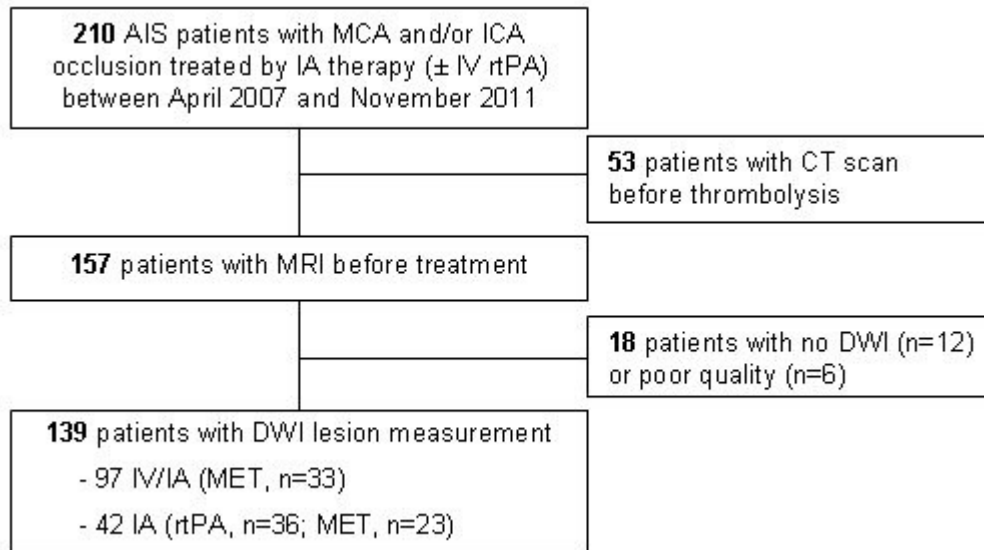 210 AIS patients with MCA and/or ICA
occlusion treated by IA therapy (± IV rtPA)
between April 2007 and November 2011
53 patients with CT scan
before thrombolysis
157 patients with MRI before treatment
18 patients with no DWI (n=12)
or poor quality (n=6)
139 patients with DWI lesion measurement
- 97 IV/IA (MET, n=33)
- 42 IA (rtPA, n=36; MET, n=23)